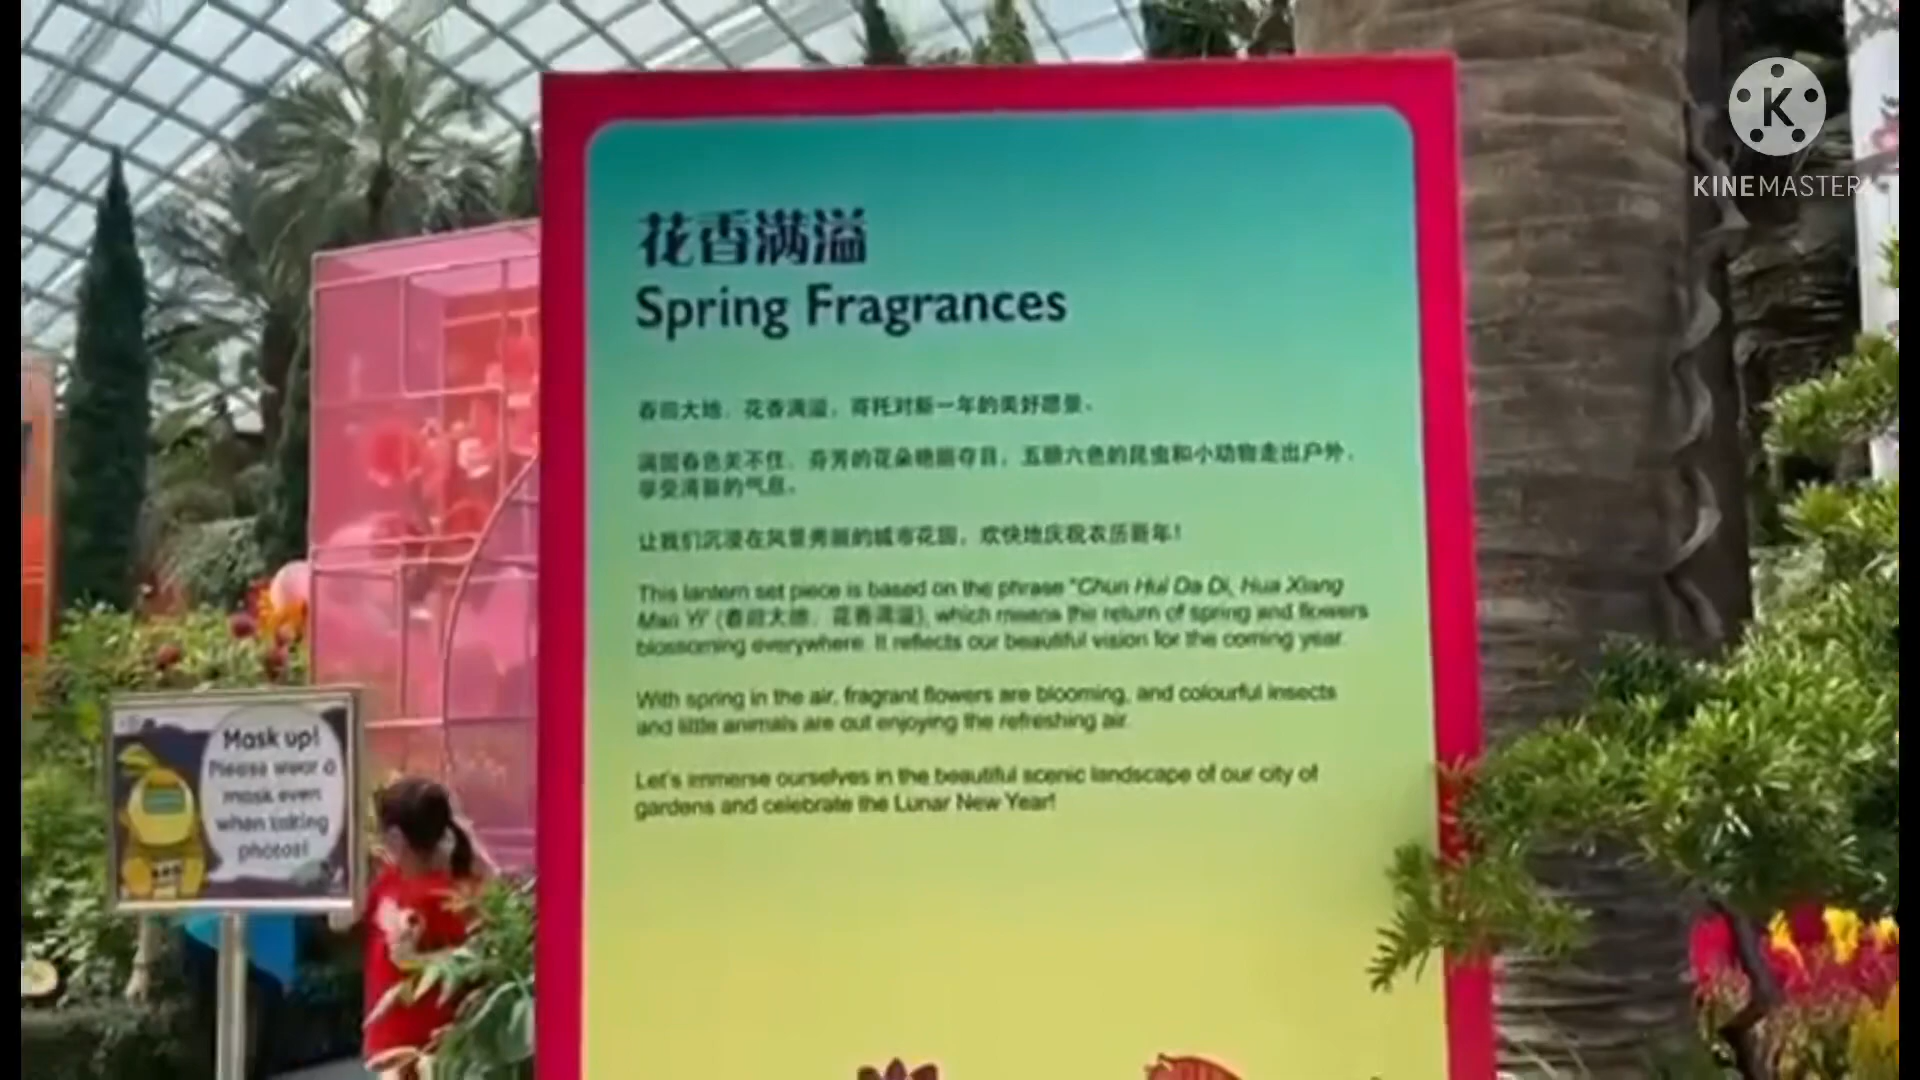 花香满溢
Spring Fragrances
春回大地，花香满溢，寄托对新一年的美好愿景。
满园春色关不住，芬芳的花朵艳丽夺目，五颜六色的昆虫和小动物走出户外，
享受清新的气息。
让我们沉浸在风景秀丽的城市花园，欢快地庆祝农历新年！
This lantern set piece is based on the phrase "Chun Hui Da Di, Hua Xiang
Man Yi" (春回大地，花香满溢), which means the return of spring and flowers
blossoming everywhere. It reflects our beautiful vision for the coming year.
With spring in the air, fragrant flowers are blooming, and colourful insects
and little animals are out enjoying the refreshing air.
Let's immerse ourselves in the beautiful scenic landscape of our city of
gardens and celebrate the Lunar New Year!
Mask up!
Please wear a
mask even
when taking
photos!
K
KINEMASTER